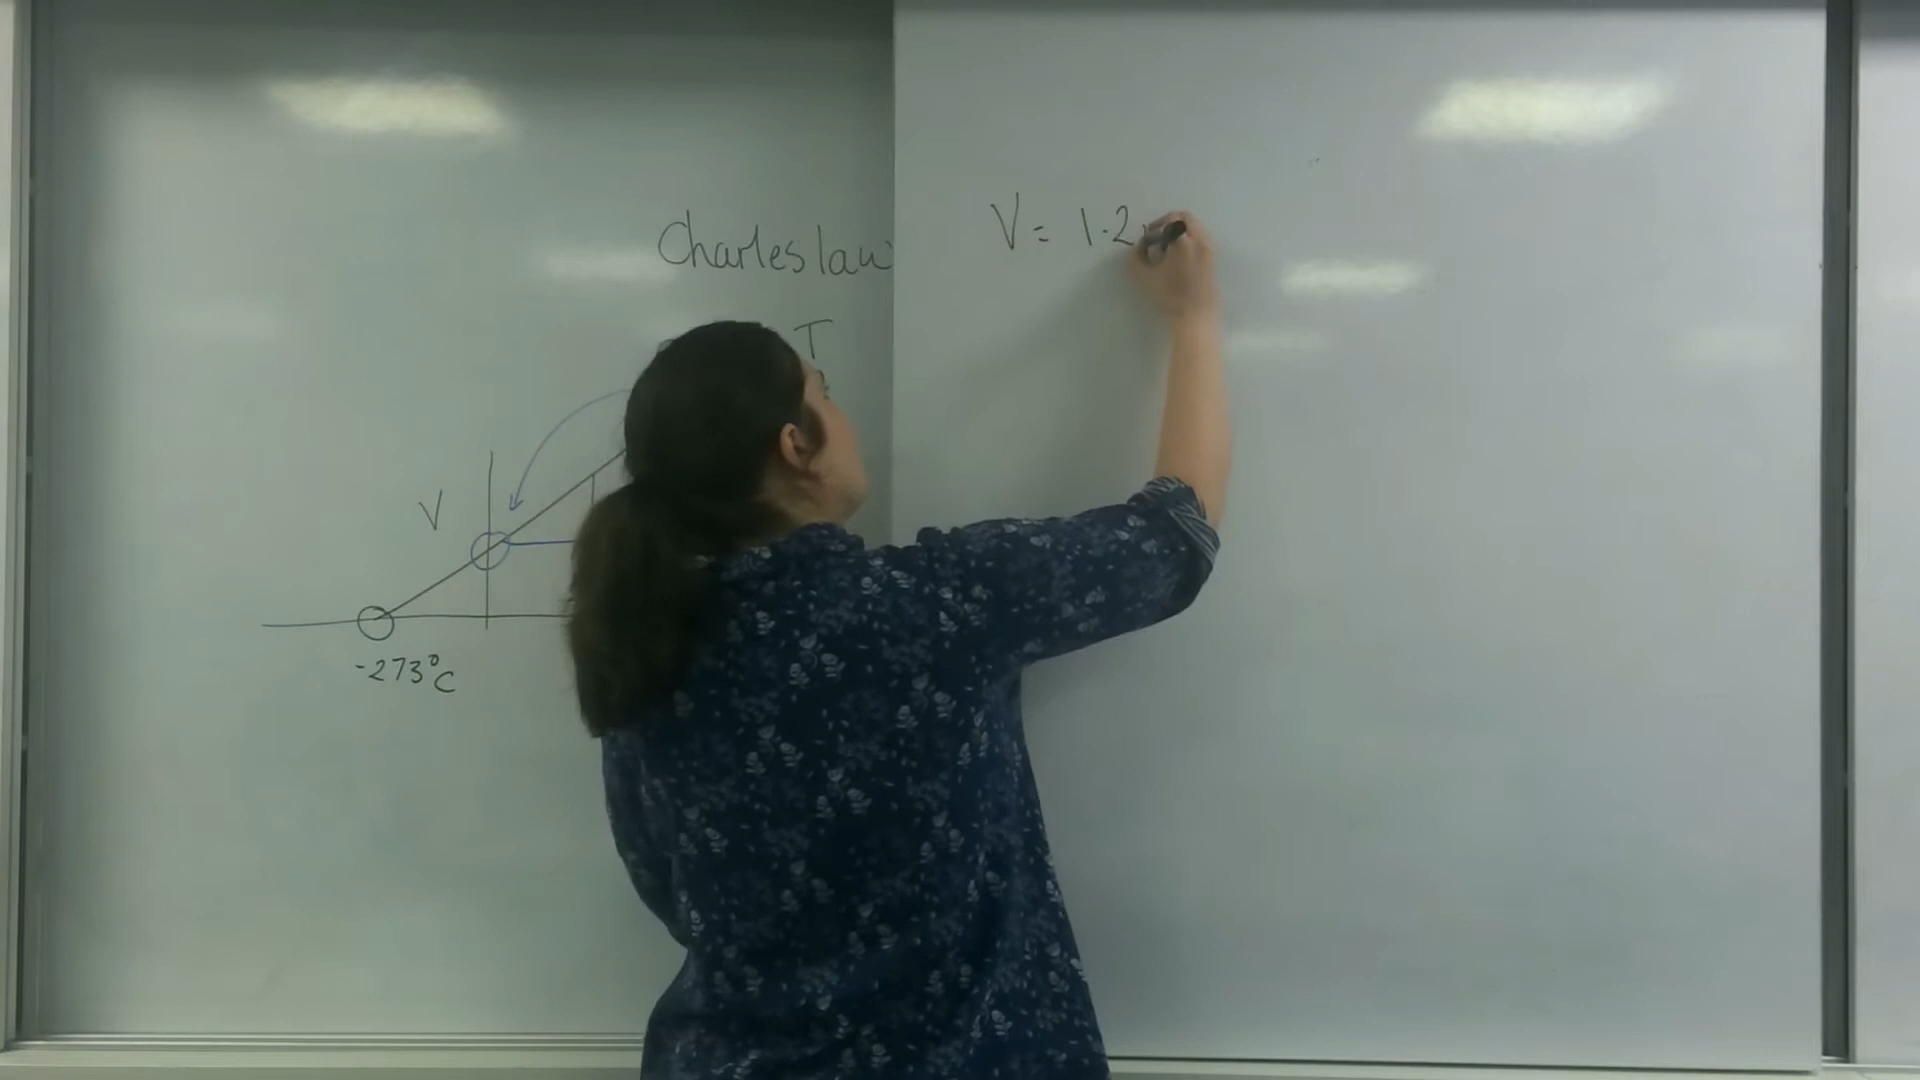 Charles law
T
V
-273°C
V = 1.2